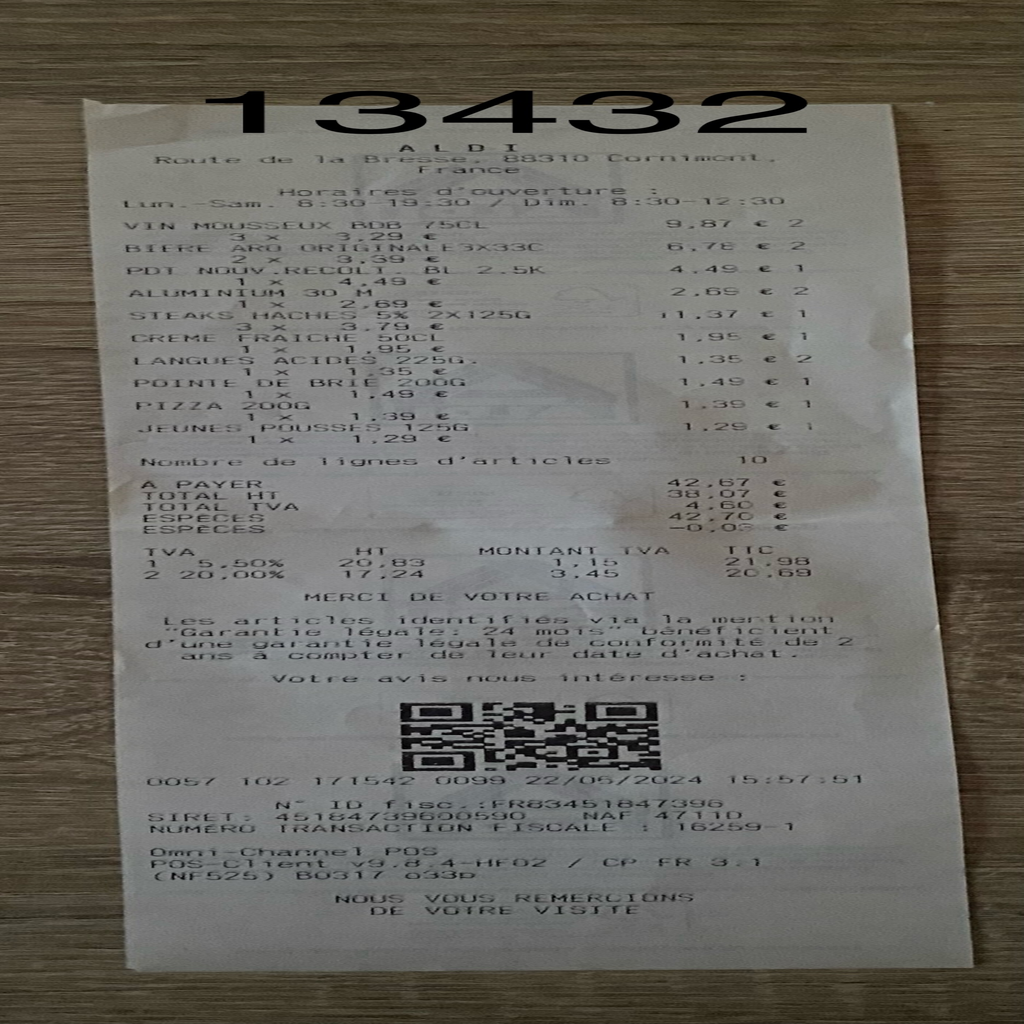 13432
ALDI
Route de la Bresse, 88310 Cornimont,
France
Horaires d'ouverture :
Lun.-Sam. 8:30-19:30 / Dim. 8:30-12:30
VIN MOUSSEUX BDB 75CL 9,87 € 2
3 x 3,29 €
BIERE ARO ORIGINALE3X33C 6,78 € 2
2 x 3,39 €
PDT NOUV.RECOLT. BL 2.5K 4,49 € 1
1 x 4,49 €
ALUMINIUM 30 M 2,69 € 2
1 x 2,69 €
STEAKS HACHES 5% 2X125G 11,37 € 1
3 x 3,79 €
CREME FRAICHE 50CL 1,95 € 1
1 x 1,95 €
LANGUES ACIDES 225G. 1,35 € 2
1 x 1,35 €
POINTE DE BRIE 200G 1,49 € 1
1 x 1,49 €
PIZZA 200G 1,39 € 1
1 x 1,39 €
JEUNES POUSSES 125G 1,29 € 1
1 x 1,29 €
Nombre de lignes d'articles 10
A PAYER 42,67 €
TOTAL HT 38,07 €
TOTAL TVA 4,60 €
ESPECES 42,70 €
ESPECES -0,03 €
TVA HT MONTANT TVA TTC
1 5,50% 20,83 1,15 21,98
2 20,00% 17,24 3,45 20,69
MERCI DE VOTRE ACHAT
Les articles identifiés via la mention
"Garantie légale: 24 mois" bénéficient
d'une garantie légale de conformité de 2
ans à compter de leur date d'achat.
Votre avis nous intéresse :
0057 102 171542 0099 22/06/2024 15:57:51
N° ID fisc.:FR83451847396
SIRET: 45184739600590 NAF 4711D
NUMERO TRANSACTION FISCALE : 16259-1
Omni-Channel POS
POS-Client v9.8.4-HF02 / CP FR 3.1
(NF525) B0317 o33p
NOUS VOUS REMERCIONS
DE VOTRE VISITE